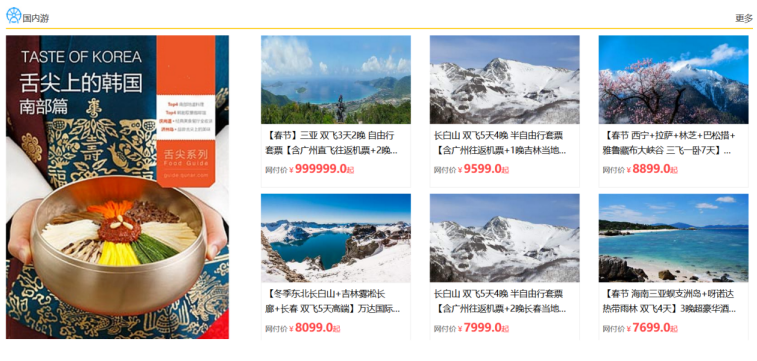 国内游
更多
TASTE OF KOREA
舌尖上的韩国
南部篇
舌尖系列
Food Guide
【春节】三亚 双飞3天2晚 自由行
套票【含广州直飞往返机票+2晚...
网付价 ¥ 999999.0起
长白山 双飞5天4晚 半自由行套票
【含广州往返机票+1晚吉林当地...
网付价 ¥ 9599.0起
【春节 西宁+拉萨+林芝+巴松措+
雅鲁藏布大峡谷 三飞一卧7天】...
网付价 ¥ 8899.0起
【冬季东北长白山+吉林雾凇长
廊+长春 双飞5天高端】万达国际...
网付价 ¥ 8099.0起
长白山 双飞5天4晚 半自由行套票
【含广州往返机票+2晚长春当地...
网付价 ¥ 7999.0起
【春节 海南三亚蜈支洲岛+呀诺达
热带雨林 双飞4天】3晚超豪华酒...
网付价 ¥ 7699.0起